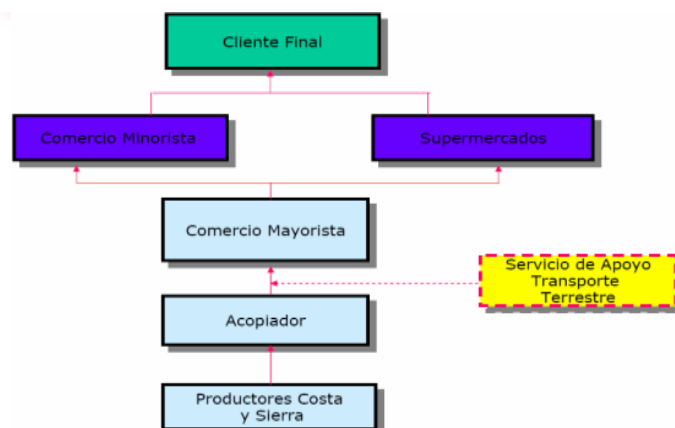 Cliente Final
Comercio Minorista
Supermercados
Comercio Mayorista
Servicio de Apoyo
Transporte
Terrestre
Acopiador
Productores Costa
y Sierra